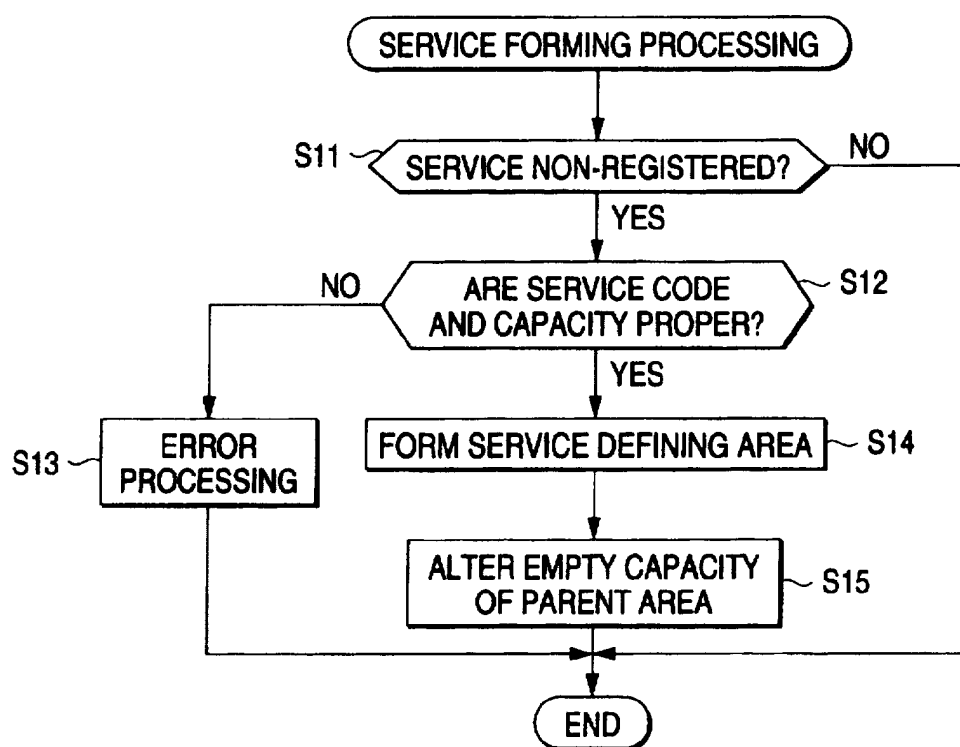 SERVICE FORMING PROCESSING
S11
SERVICE NON-REGISTERED?
NO
YES
NO
ARE SERVICE CODE
AND CAPACITY PROPER?
S12
YES
S13
ERROR
PROCESSING
FORM SERVICE DEFINING AREA
S14
ALTER EMPTY CAPACITY
OF PARENT AREA
S15
END